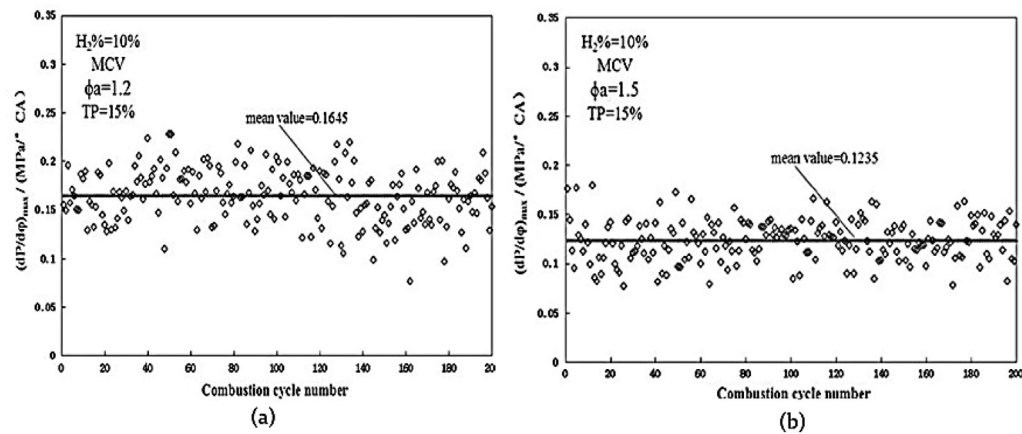 0.35
0.3
0.25
0.2
0.15
0.1
0.05
0
(dP/dφ)max / (MPa/° CA)
H2%=10%
MCV
ϕa=1.2
TP=15%
mean value=0.1645
0 20 40 60 80 100 120 140 160 180 20
Combustion cycle number
(a)
0.35
0.3
0.25
0.2
0.15
0.1
0.05
0
(dP/dφ)max / (MPa/° CA)
H2%=10%
MCV
ϕa=1.5
TP=15%
mean value=0.1235
0 20 40 60 80 100 120 140 160 180 200
Combustion cycle number
(b)